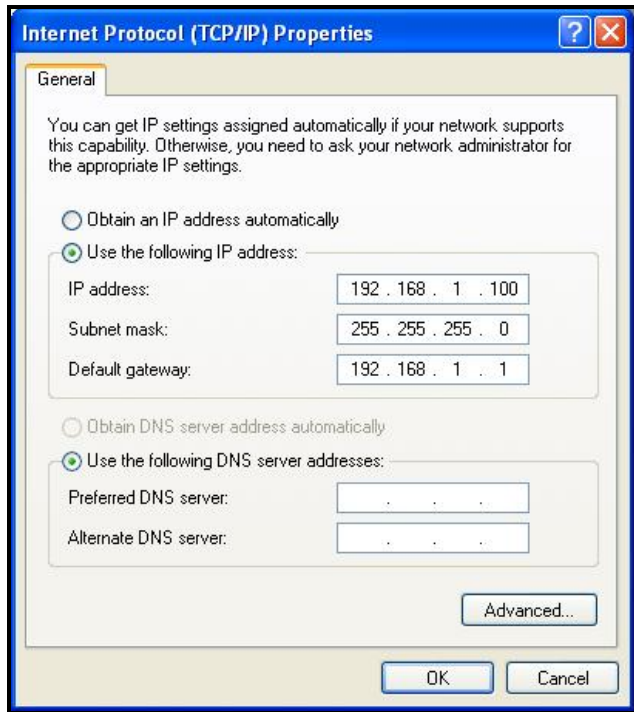 Internet Protocol (TCP/IP) Properties
General
You can get IP settings assigned automatically if your network supports
this capability. Otherwise, you need to ask your network administrator for
the appropriate IP settings.
Obtain an IP address automatically
Use the following IP address:
IP address: 192 . 168 . 1 . 100
Subnet mask: 255 . 255 . 255 . 0
Default gateway: 192 . 168 . 1 . 1
Obtain DNS server address automatically
Use the following DNS server addresses:
Preferred DNS server: . . .
Alternate DNS server: . . .
Advanced...
OK Cancel